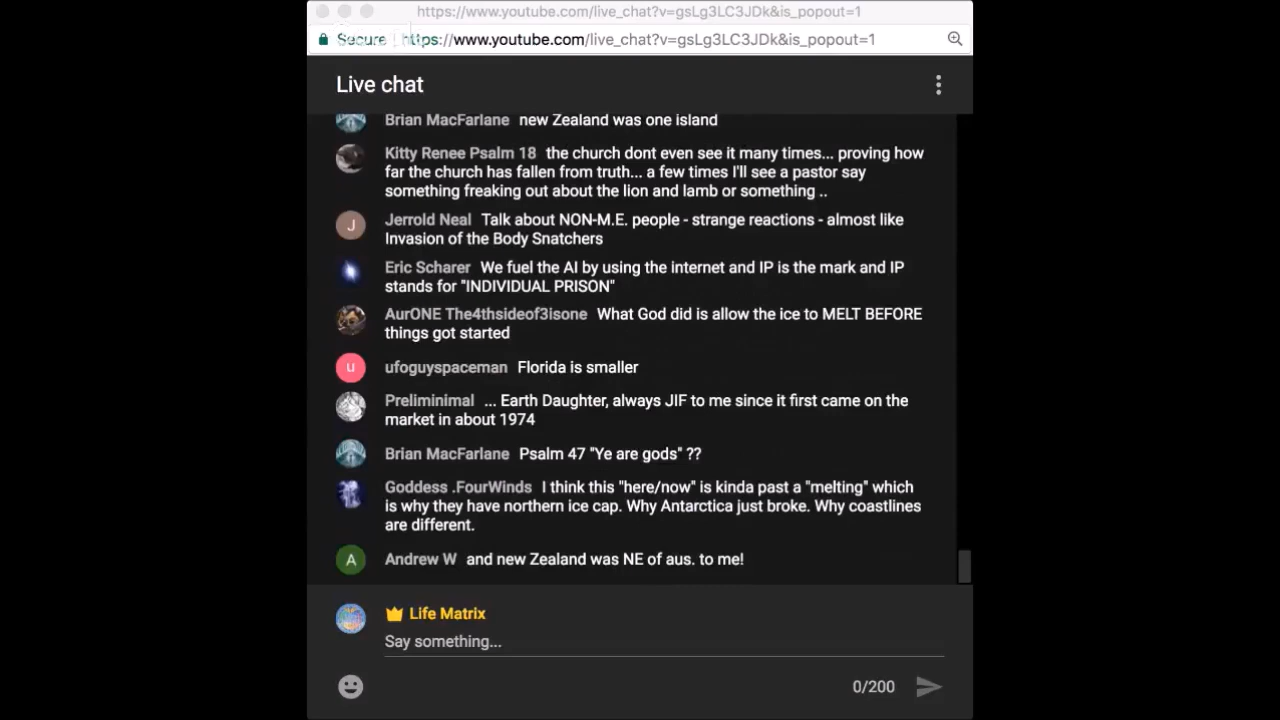 https://www.youtube.com/live_chat?v=gsLg3LC3JDk&is_popout=1
Secure https://www.youtube.com/live_chat?v=gsLg3LC3JDk&is_popout=1
Live chat
Brian MacFarlane new Zealand was one island
Kitty Renee Psalm 18 the church dont even see it many times... proving how
far the church has fallen from truth... a few times I'll see a pastor say
something freaking out about the lion and lamb or something ..
J Jerrold Neal Talk about NON-M.E. people - strange reactions - almost like
Invasion of the Body Snatchers
Eric Scharer We fuel the AI by using the internet and IP is the mark and IP
stands for "INDIVIDUAL PRISON"
AurONE The4thsideof3isone What God did is allow the ice to MELT BEFORE
things got started
u ufoguyspaceman Florida is smaller
Preliminimal ... Earth Daughter, always JIF to me since it first came on the
market in about 1974
Brian MacFarlane Psalm 47 "Ye are gods" ??
Goddess .FourWinds I think this "here/now" is kinda past a "melting" which
is why they have northern ice cap. Why Antarctica just broke. Why coastlines
are different.
A Andrew W and new Zealand was NE of aus. to me!
Life Matrix
Say something...
0/200